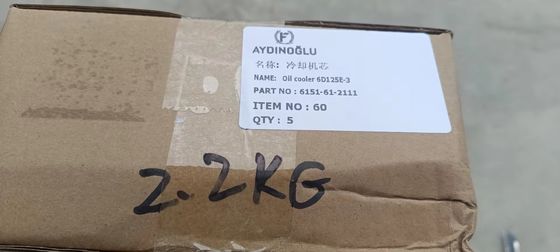 F
AYDINOĞLU
名称: 冷却机芯
NAME: Oil cooler 6D125E-3
PART NO : 6151-61-2111
ITEM NO : 60
QTY : 5
2.2KG